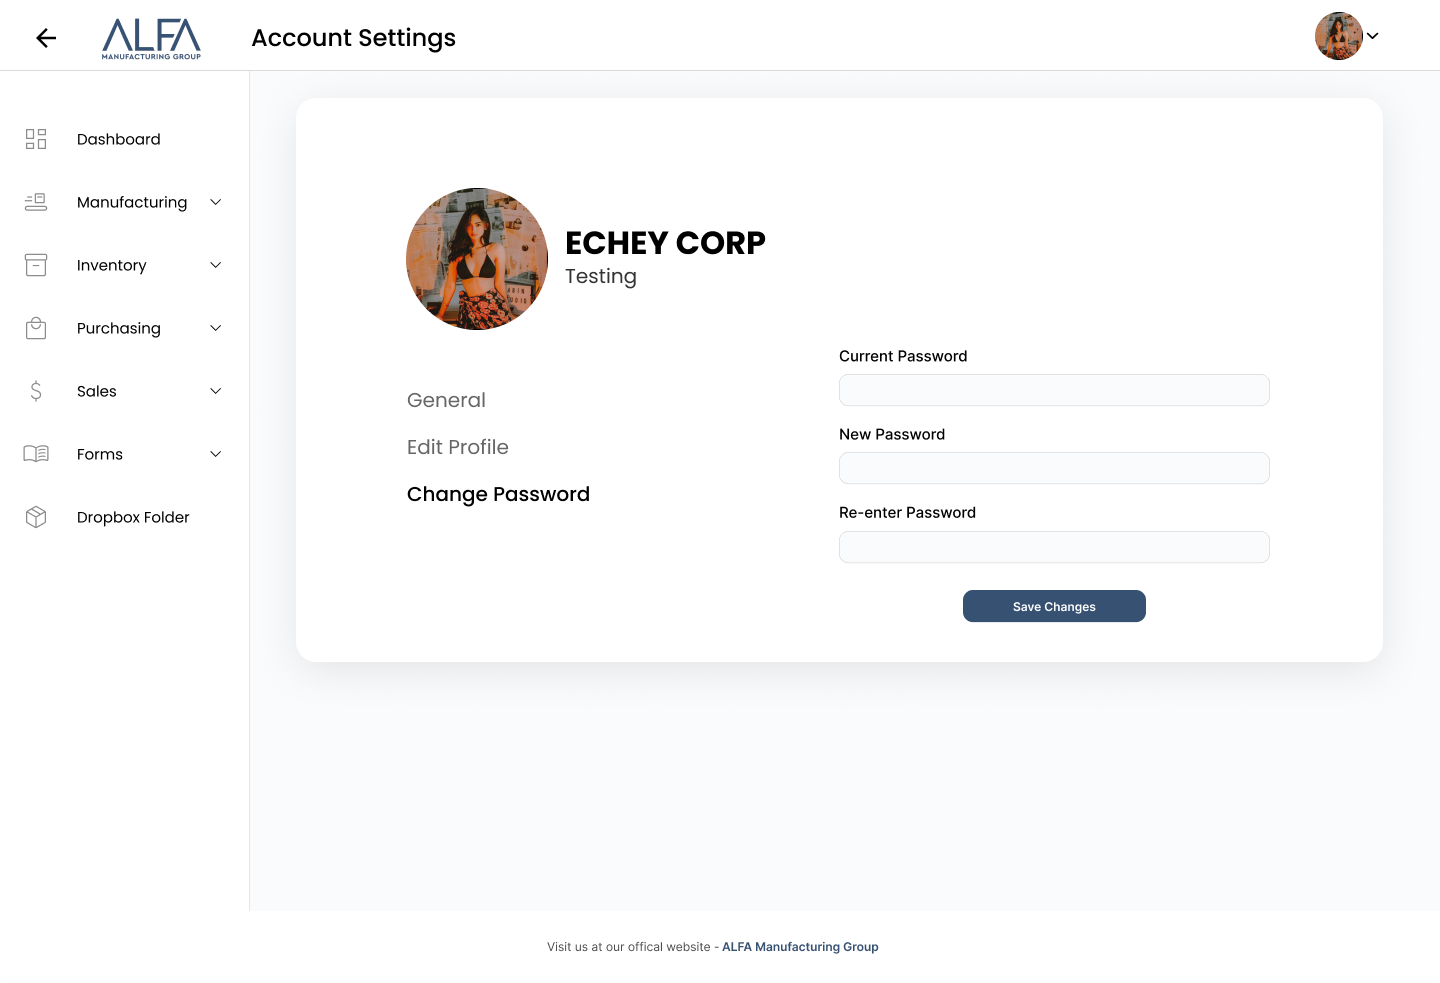 ALFA
MANUFACTURING GROUP
Account Settings
Dashboard
Manufacturing
Inventory
Purchasing
Sales
Forms
Dropbox Folder
ECHEY CORP
Testing
General
Edit Profile
Change Password
Current Password
New Password
Re-enter Password
Save Changes
Visit us at our offical website - ALFA Manufacturing Group